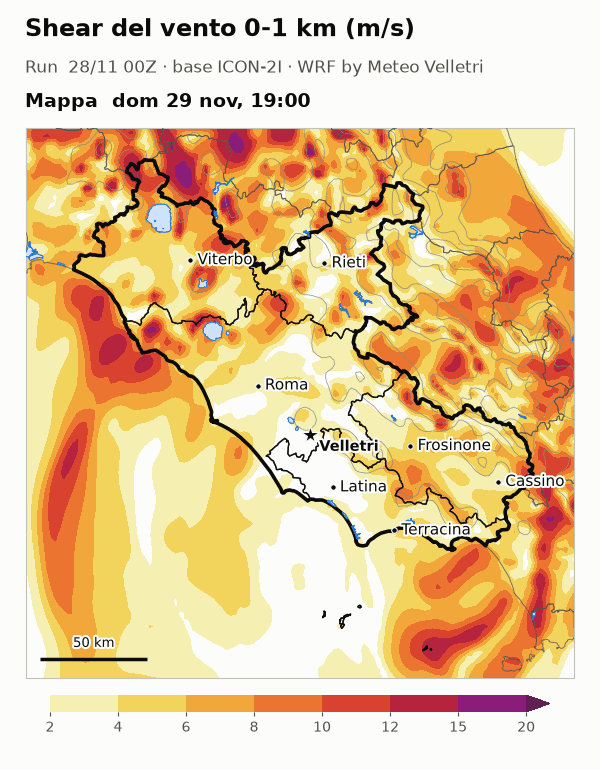 Shear del vento 0-1 km (m/s)
Run  28/11 00Z · base ICON-2I · WRF by Meteo Velletri
Mappa  dom 29 nov, 19:00
Viterbo
Rieti
Roma
Velletri
Frosinone
Cassino
Latina
Terracina
50 km
2 4 6 8 10 12 15 20